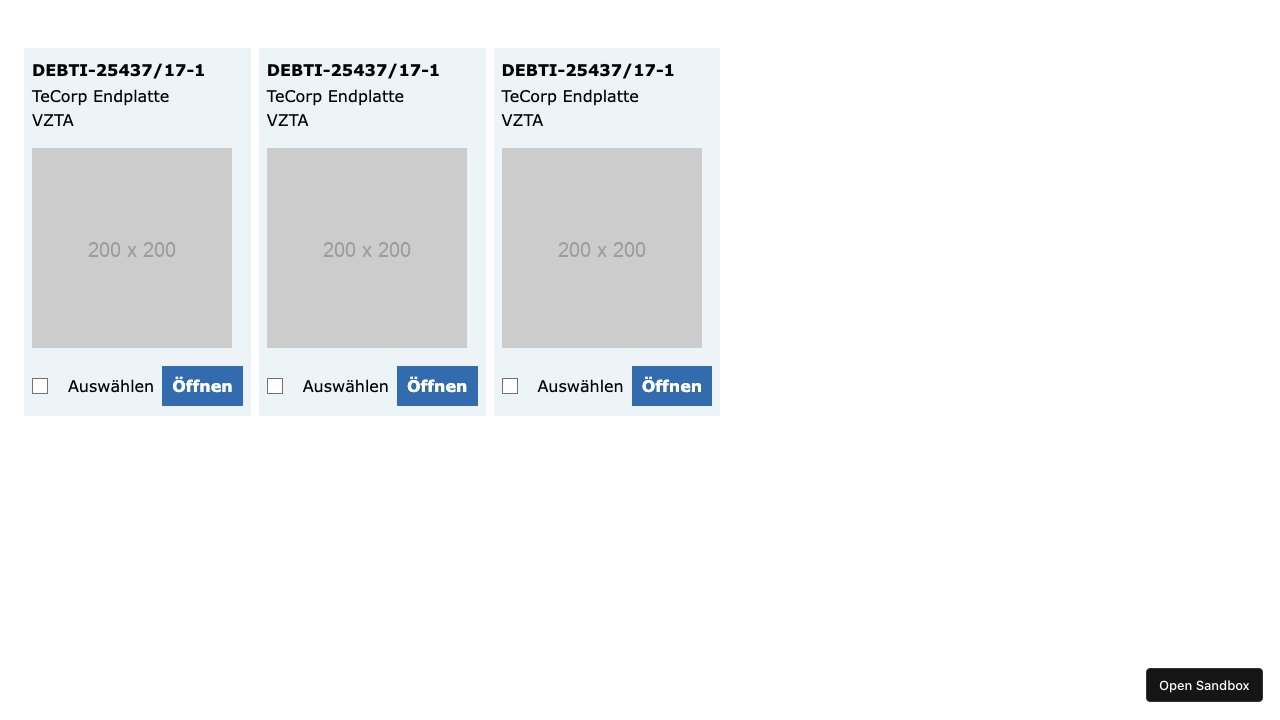 DEBTI-25437/17-1
TeCorp Endplatte
VZTA
200 x 200
Auswählen Öffnen
DEBTI-25437/17-1
TeCorp Endplatte
VZTA
200 x 200
Auswählen Öffnen
DEBTI-25437/17-1
TeCorp Endplatte
VZTA
200 x 200
Auswählen Öffnen
Open Sandbox